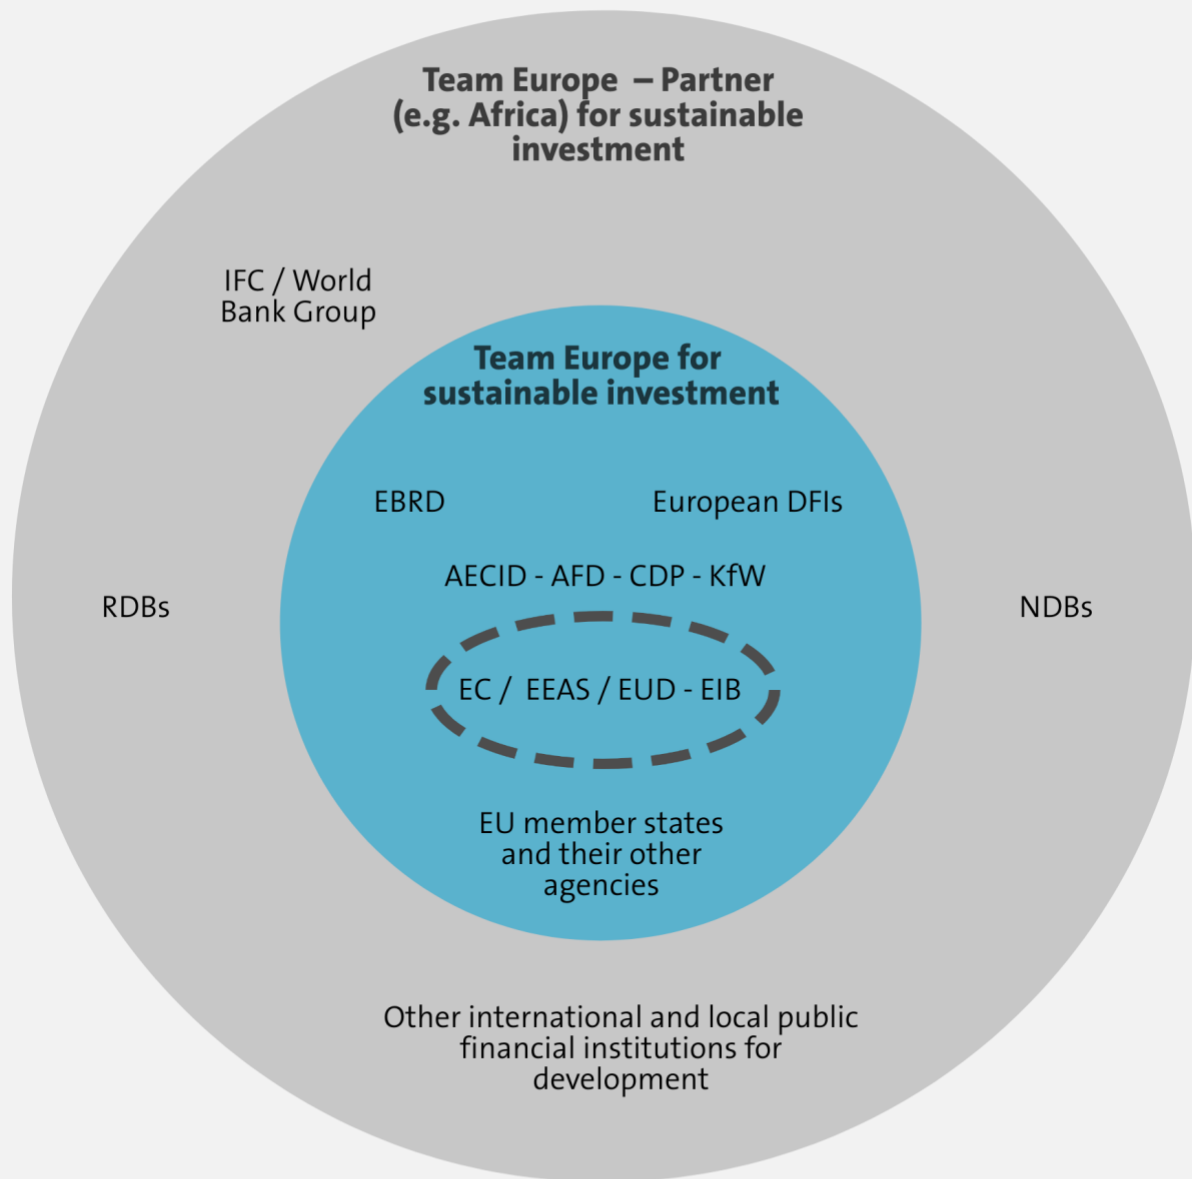 Team Europe – Partner
(e.g. Africa) for sustainable
investment
IFC / World
Bank Group
Team Europe for
sustainable investment
EBRD
European DFIs
AECID - AFD - CDP - KfW
RDBs
NDBs
EC / EEAS / EUD - EIB
EU member states
and their other
agencies
Other international and local public
financial institutions for
development